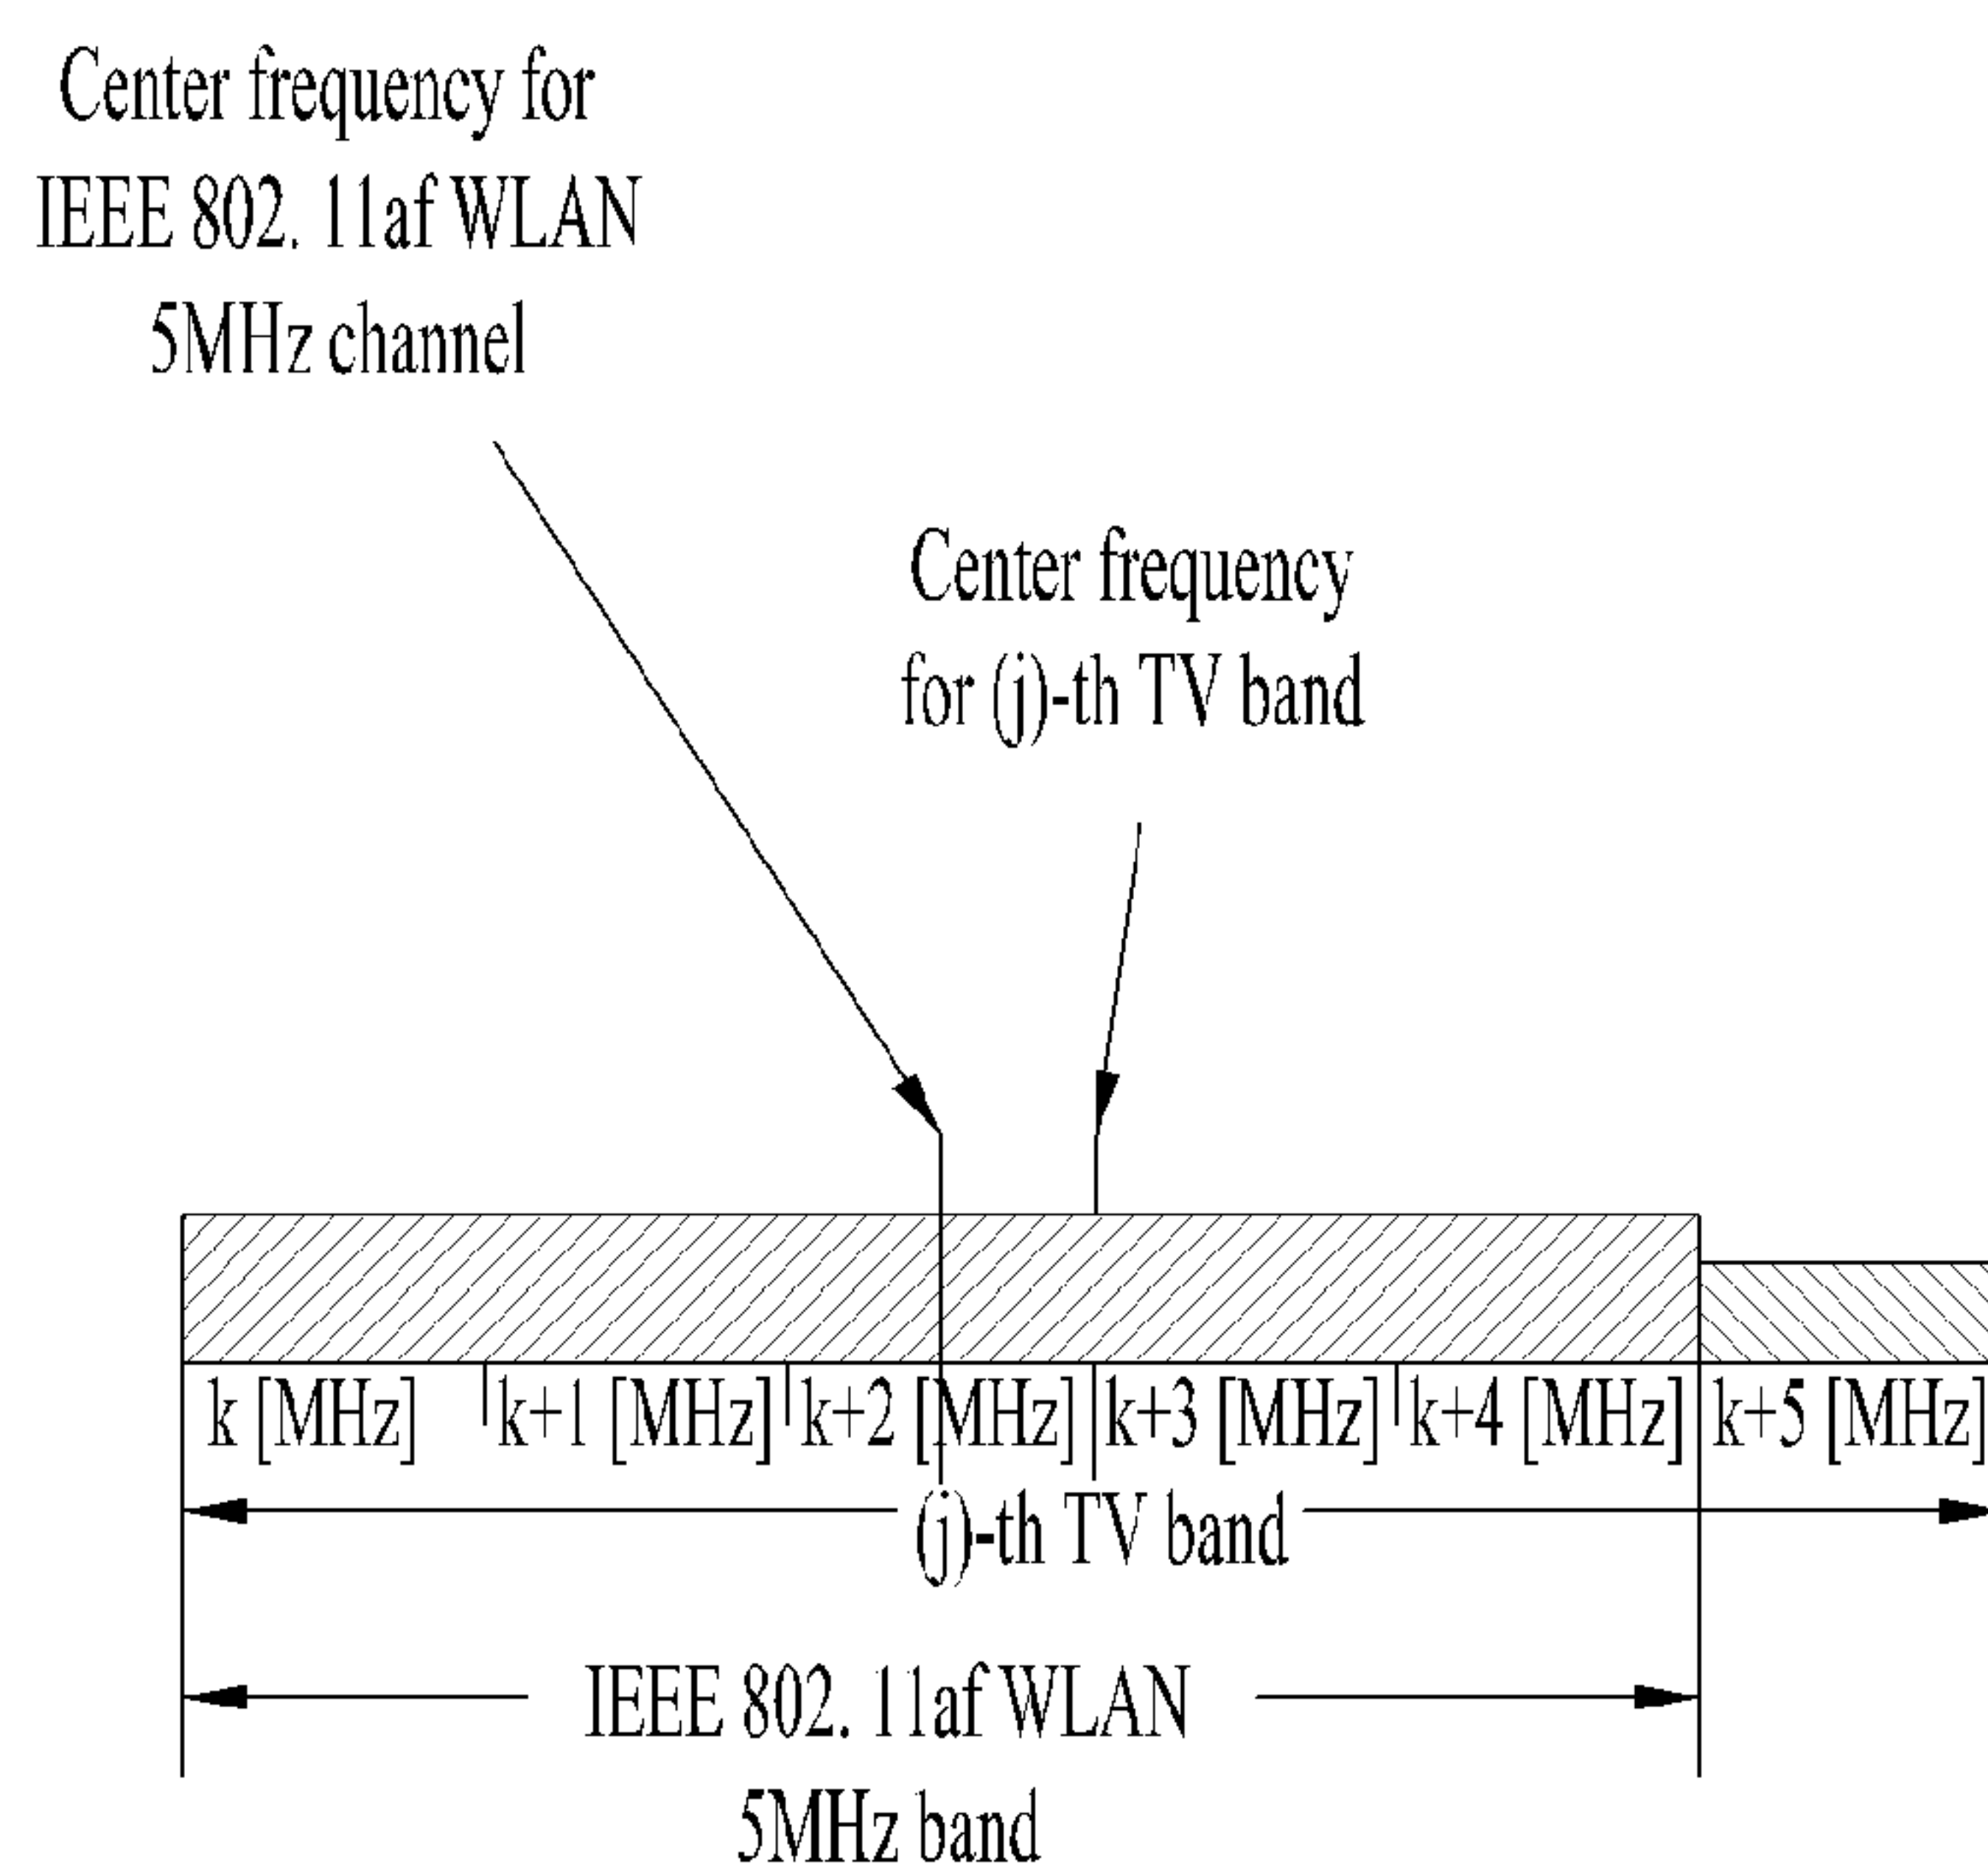 Center frequency for
IEEE 802. 11af WLAN
5MHz channel
Center frequency
for (j)-th TV band
k [MHz] k+1 [MHz] k+2 [MHz] k+3 [MHz] k+4 [MHz] k+5 [MHz]
(j)-th TV band
IEEE 802. 11af WLAN
5MHz band